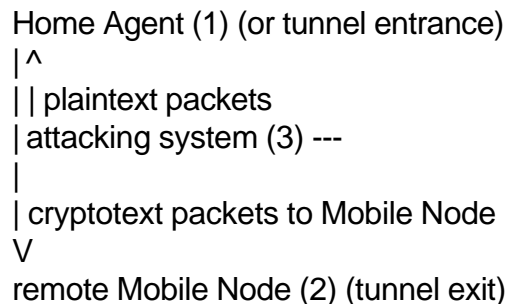 Home Agent (1) (or tunnel entrance)
| ^
| | plaintext packets
| attacking system (3) ---
|
| cryptotext packets to Mobile Node
V
remote Mobile Node (2) (tunnel exit)